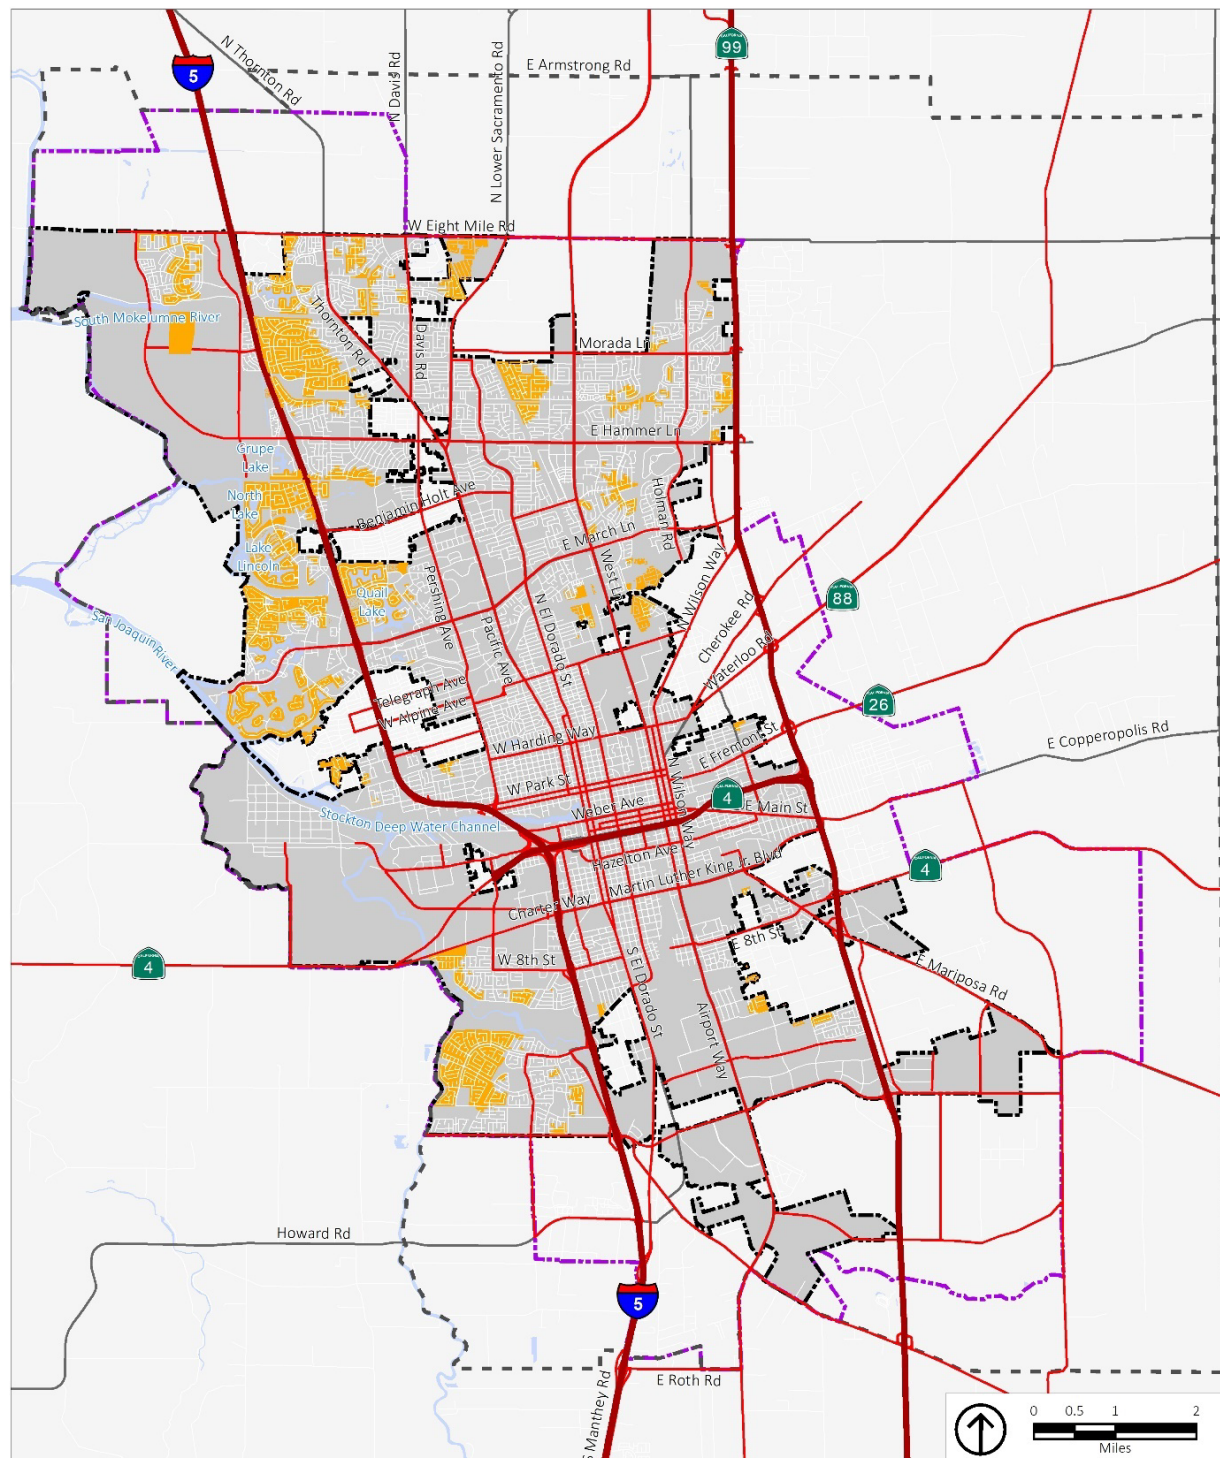 CALIFORNIA
99
5
N Thornton Rd
N Davis Rd
N Lower Sacramento Rd
E Armstrong Rd
W Eight Mile Rd
South Mokelumne River
Thornton Rd
Davis Rd
Morada Ln
E Hammer Ln
Grupe
Lake
North
Lake
Benjamin Holt Ave
Holman Rd
E March Ln
Lake
Lincoln
West Ln
Quail
Lake
Pershing Ave
N El Dorado St
N Wilson Way
Cherokee Rd
CALIFORNIA
88
San Joaquin River
Pacific Ave
Waterloo Rd
Telegraph Ave
W Alpine Ave
CALIFORNIA
26
W Harding Way
E Fremont St
E Copperopolis Rd
W Park St
N Wilson Way
CALIFORNIA
4
Weber Ave
E Main St
Stockton Deep Water Channel
Hazelton Ave
Martin Luther King Jr. Blvd
CALIFORNIA
4
Charter Way
E 8th St
CALIFORNIA
4
W 8th St
S El Dorado St
E Mariposa Rd
Airport Way
Howard Rd
5
E Roth Rd
S Manthey Rd
0 0.5 1 2
Miles